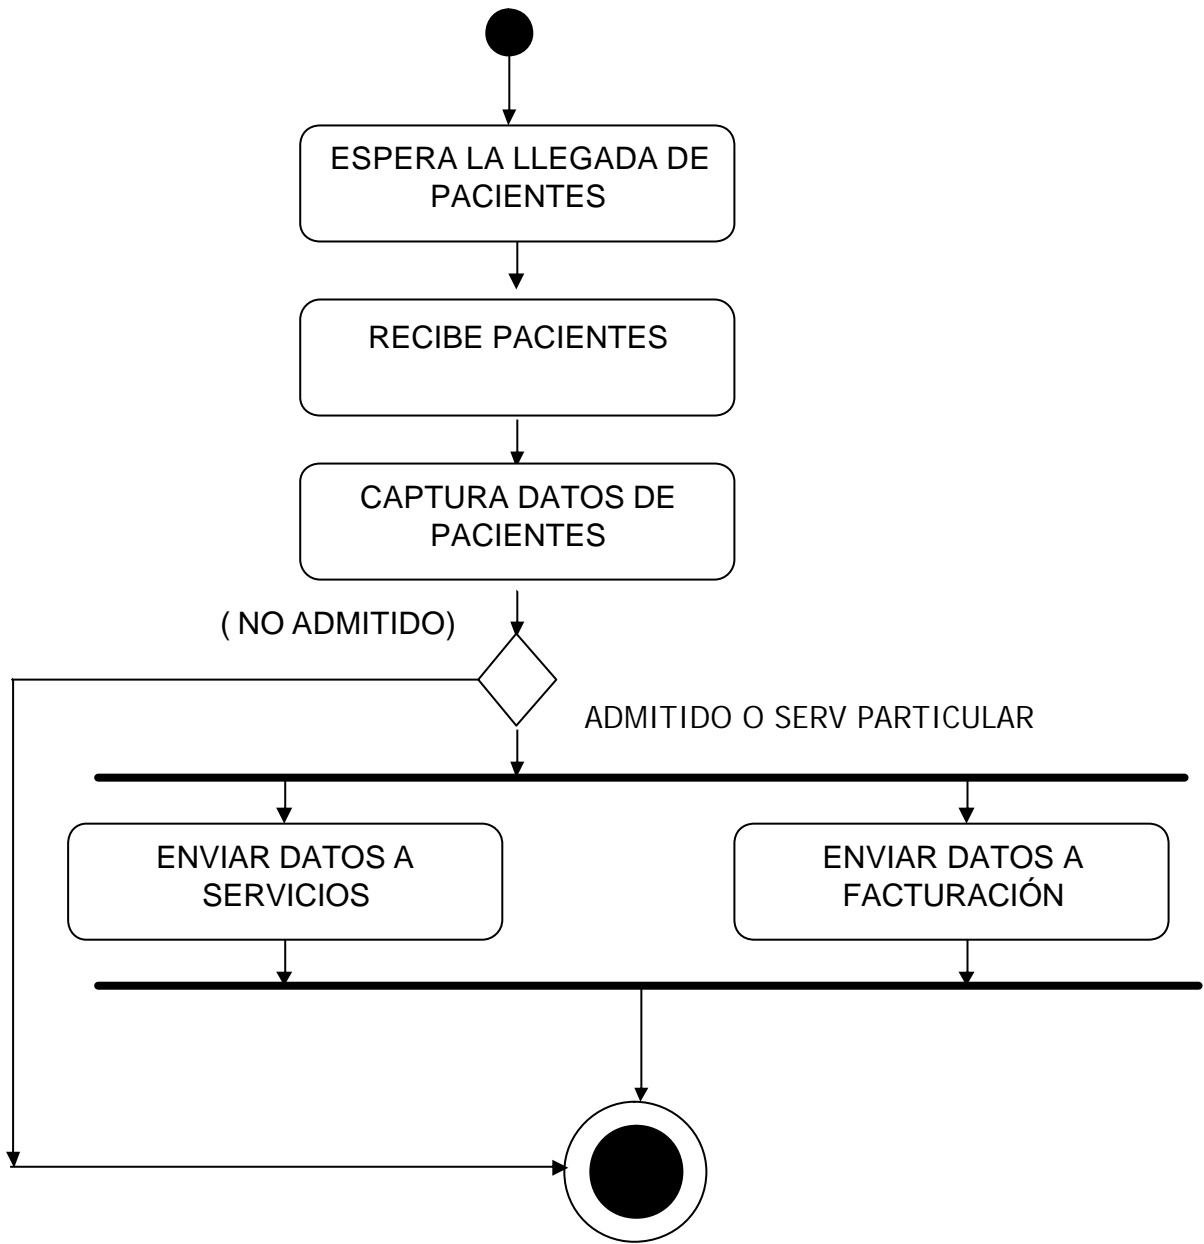 ESPERA LA LLEGADA DE
PACIENTES
RECIBE PACIENTES
CAPTURA DATOS DE
PACIENTES
( NO ADMITIDO)
ADMITIDO O SERV PARTICULAR
ENVIAR DATOS A
SERVICIOS
ENVIAR DATOS A
FACTURACIÓN